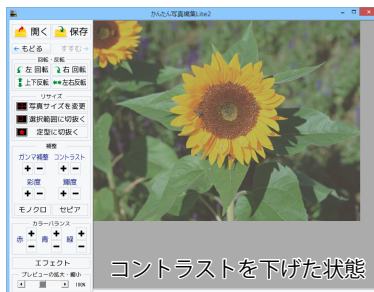 かんたん写真編集Lite2
開く 保存
もどる すすむ
回転・反転
左回転 右回転
上下反転 左右反転
リサイズ
写真サイズを変更
選択範囲に切抜く
定型に切抜く
補整
ガンマ補整 コントラスト
+ - + -
彩度 輝度
+ - + -
モノクロ セピア
カラーバランス
赤 + - 青 + - 緑 + -
エフェクト
プレビューの拡大・縮小
100%
コントラストを下げた状態